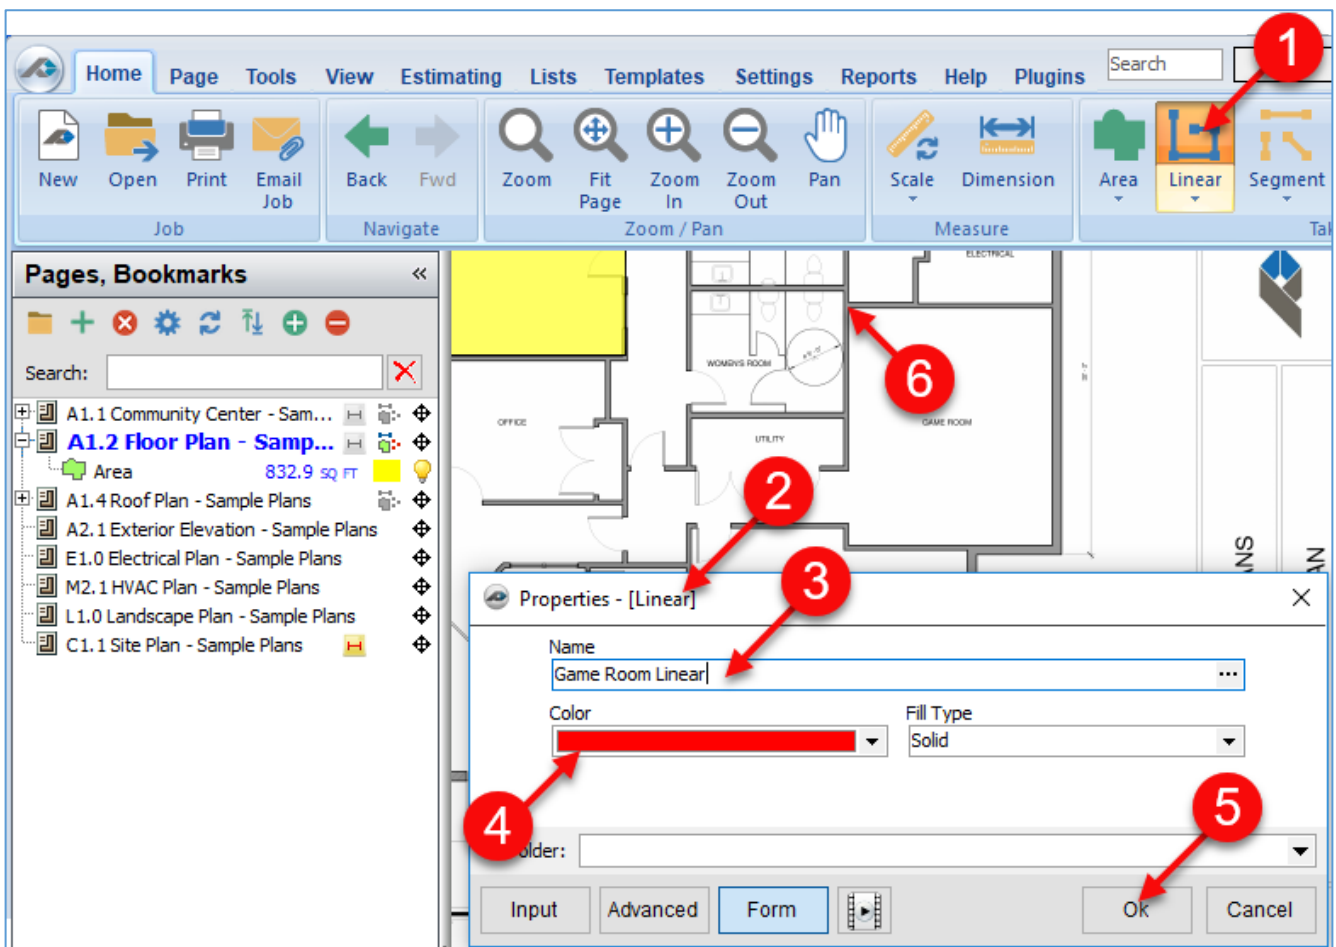 1
Search
Home Page Tools View Estimating Lists Templates Settings Reports Help Plugins
New Open Print Email Job Back Fwd Zoom Fit Page Zoom In Zoom Out Pan Scale Dimension Area Linear Segment
Job Navigate Zoom / Pan Measure Tak
Pages, Bookmarks «
Search:
A1.1 Community Center - Sam...
A1.2 Floor Plan - Samp...
Area 832.9 SQ FT
A1.4 Roof Plan - Sample Plans
A2.1 Exterior Elevation - Sample Plans
E1.0 Electrical Plan - Sample Plans
M2.1 HVAC Plan - Sample Plans
L1.0 Landscape Plan - Sample Plans
C1.1 Site Plan - Sample Plans
ELECTRICAL
WOMEN'S ROOM
6
OFFICE
GAME ROOM
UTILITY
2
ANS
AN
3
Properties - [Linear]
Name
Game Room Linear
...
Color Fill Type
Solid
4
5
older:
Input Advanced Form Ok Cancel